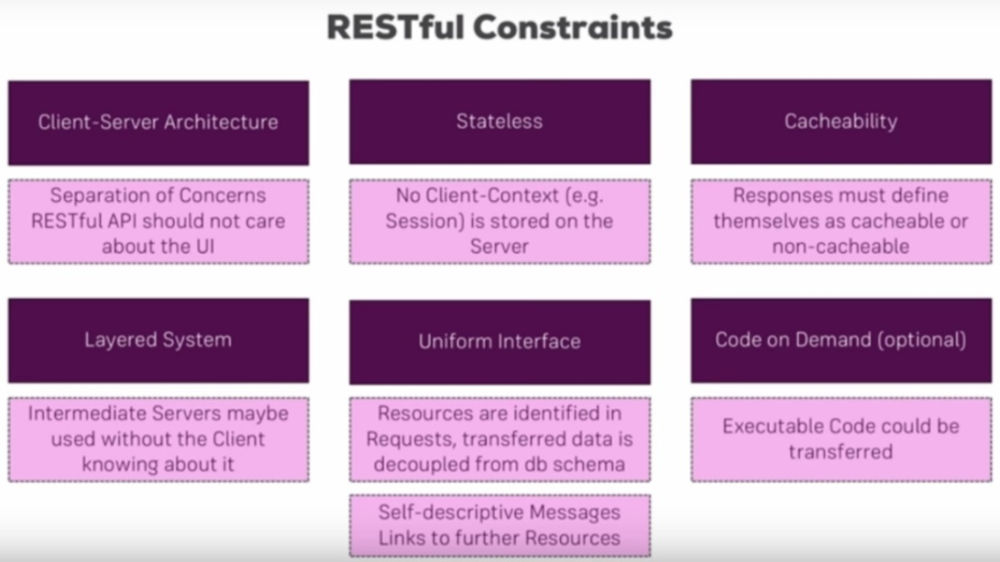 RESTful Constraints
Client-Server Architecture
Separation of Concerns
RESTful API should not care
about the UI
Stateless
No Client-Context (e.g.
Session) is stored on the
Server
Cacheability
Responses must define
themselves as cacheable or
non-cacheable
Layered System
Intermediate Servers maybe
used without the Client
knowing about it
Uniform Interface
Resources are identified in
Requests, transferred data is
decoupled from db schema
Self-descriptive Messages
Links to further Resources
Code on Demand (optional)
Executable Code could be
transferred